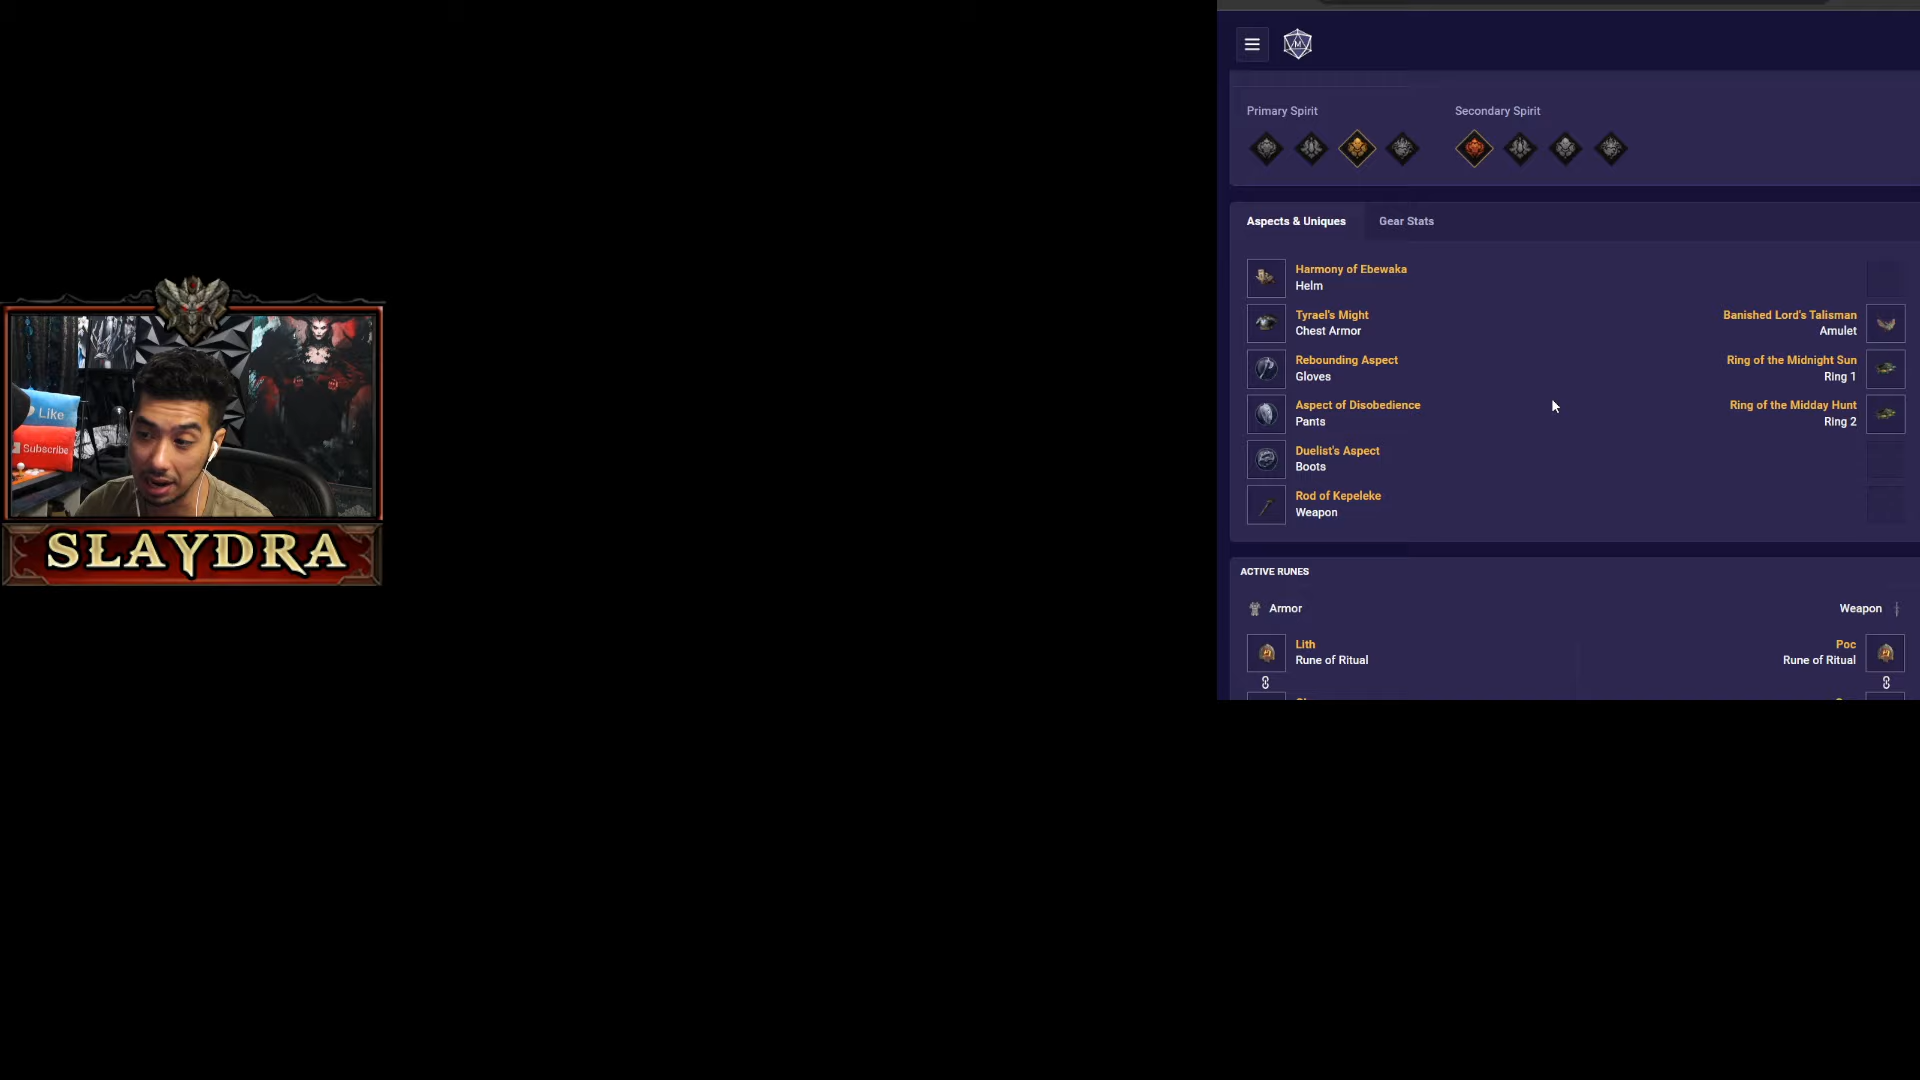 Primary Spirit
Secondary Spirit
Aspects & Uniques
Gear Stats
Harmony of Ebewaka
Helm
Tyrael's Might
Chest Armor
Banished Lord's Talisman
Amulet
Rebounding Aspect
Gloves
Ring of the Midnight Sun
Ring 1
Aspect of Disobedience
Pants
Ring of the Midday Hunt
Ring 2
Duelist's Aspect
Boots
Rod of Kepeleke
Weapon
ACTIVE RUNES
Armor
Weapon
Lith
Rune of Ritual
Poc
Rune of Ritual
Like
Subscribe
SLAYDRA